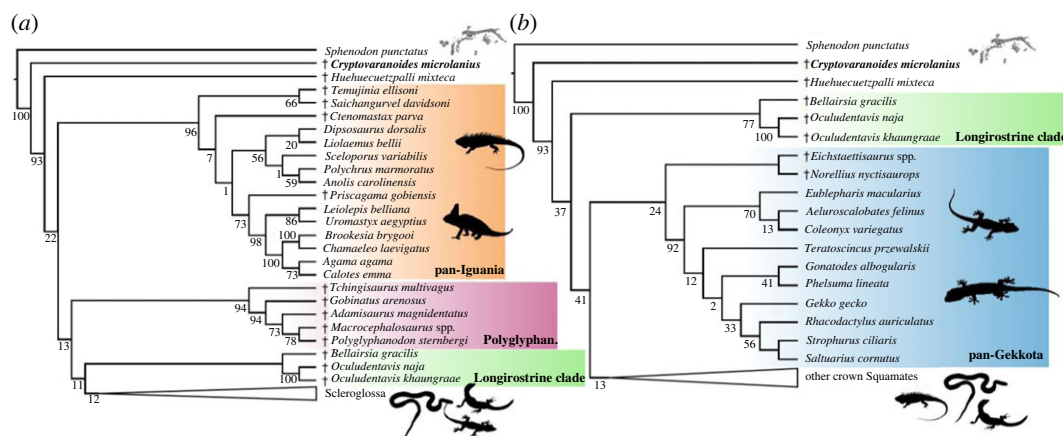 (a)
Sphenodon punctatus
† Cryptovaranoides microlanius
† Huehuecuetzpalli mixteca
† Temujinia ellisoni
66
† Saichangurvel davidsoni
100
† Ctenomastax parva
96
Dipsosaurus dorsalis
20
Liolaemus bellii
7
56
Sceloporus variabilis
93
1
Polychrus marmoratus
59
Anolis carolinensis
1
† Priscagama gobiensis
73
Leiolepis belliana
86
Uromastyx aegyptius
22
98
100
Brookesia brygooi
Chamaeleo laevigatus
100
Agama agama
73
Calotes emma
pan-Iguania
† Tchingisaurus multivagus
94
† Gobinatus arenosus
94
† Adamisaurus magnidentatus
73
† Macrocephalosaurus spp.
13
78
† Polyglyphanodon sternbergi
Polyglyphan.
† Bellairsia gracilis
† Oculudentavis naja
11
100
† Oculudentavis khaungraae
Longirostrine clade
12
Scleroglossa
(b)
Sphenodon punctatus
† Cryptovaranoides microlanius
† Huehuecuetzpalli mixteca
100
† Bellairsia gracilis
77
† Oculudentavis naja
100
† Oculudentavis khaungraae
Longirostrine clade
93
† Eichstaettisaurus spp.
† Norellius nyctisaurops
37
24
Eublepharis macularius
70
Aeluroscalobates felinus
13
Coleonyx variegatus
92
Teratoscincus przewalskii
12
Gonatodes albogularis
41
Phelsuma lineata
41
2
Gekko gecko
33
Rhacodactylus auriculatus
56
Strophurus ciliaris
Saltuarius cornutus
pan-Gekkota
13
other crown Squamates